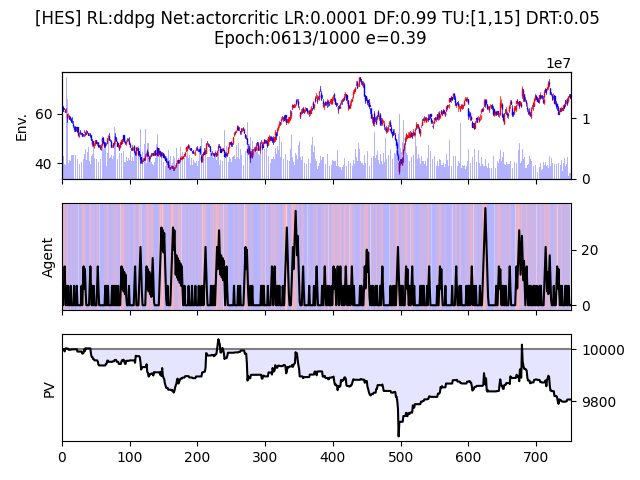 [HES] RL:ddpg Net:actorcritic LR:0.0001 DF:0.99 TU:[1,15] DRT:0.05
Epoch:0613/1000 e=0.39
1e7
Env.
60
40
1
0
Agent
20
0
PV
10000
9800
0 100 200 300 400 500 600 700